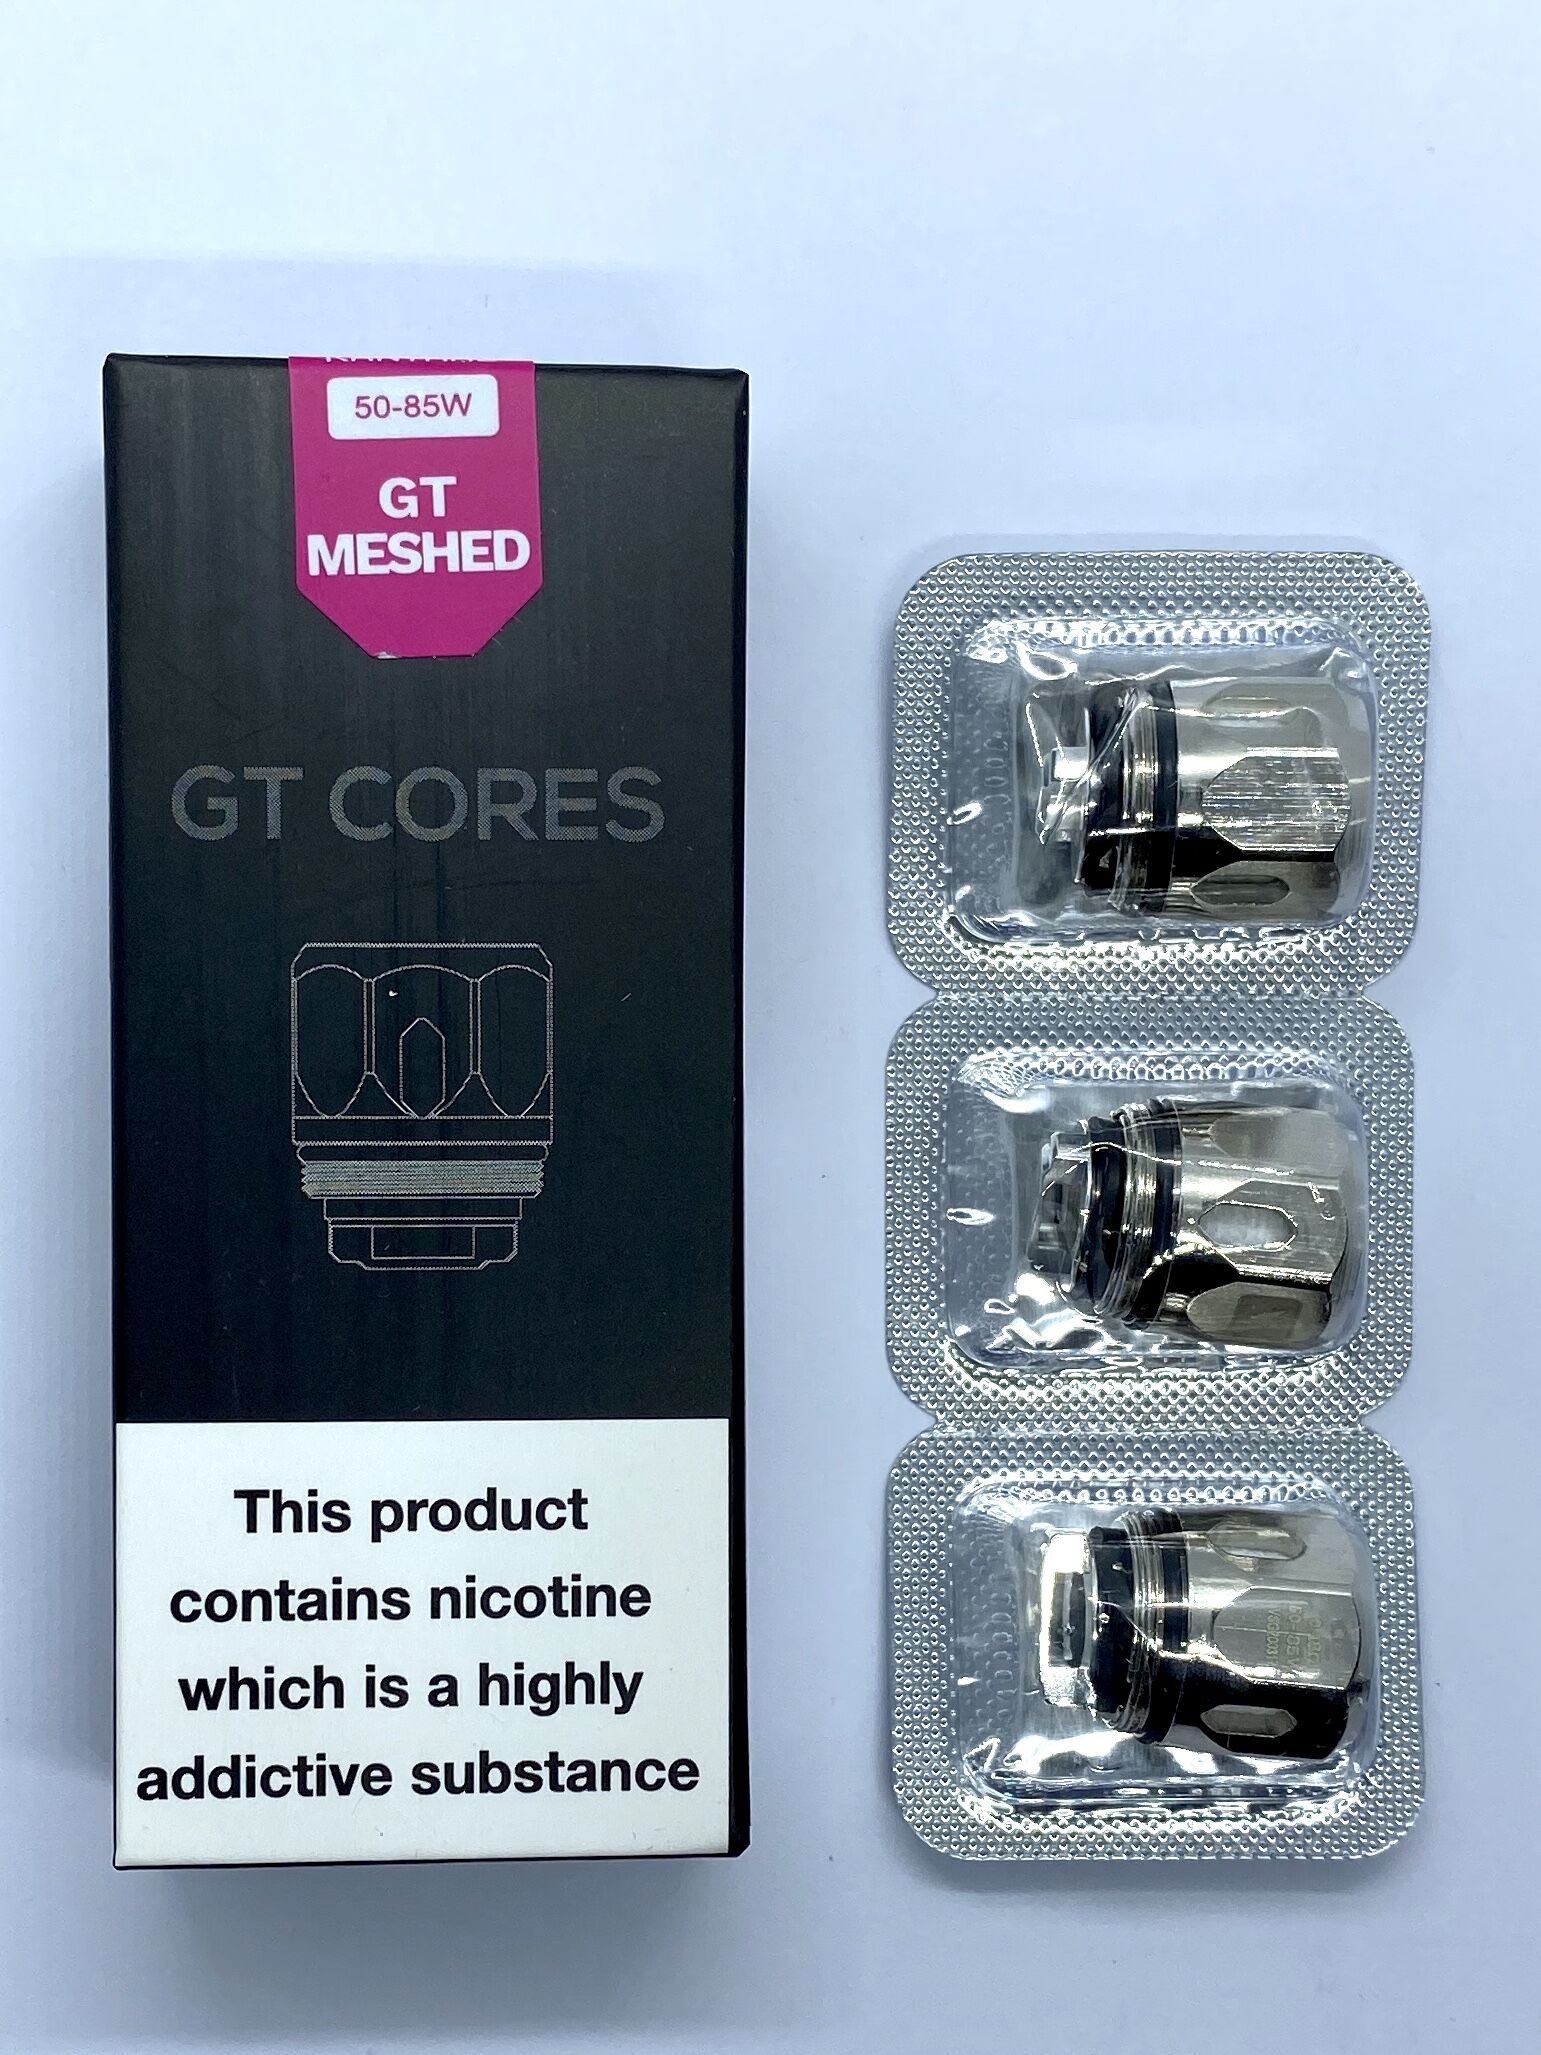 50-85W
GT
MESHED
GT CORES
This product
contains nicotine
which is a highly
addictive substance